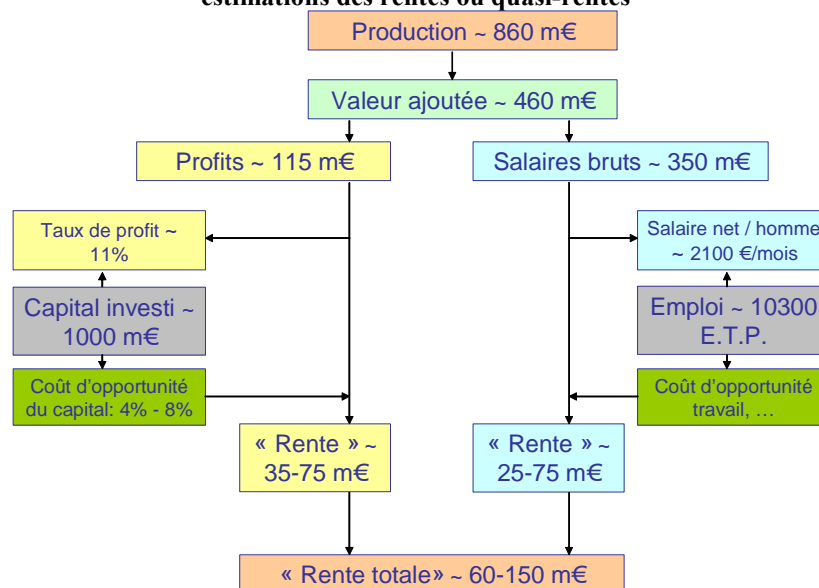 estimations des rentes ou quasi-rentes
Production ~ 860 m€
Valeur ajoutée ~ 460 m€
Profits ~ 115 m€
Salaires bruts ~ 350 m€
Taux de profit ~
11%
Salaire net / homme
~ 2100 €/mois
Capital investi ~
1000 m€
Emploi ~ 10300
E.T.P.
Coût d’opportunité
du capital: 4% - 8%
Coût d’opportunité
travail, …
« Rente » ~
35-75 m€
« Rente » ~
25-75 m€
« Rente totale» ~ 60-150 m€